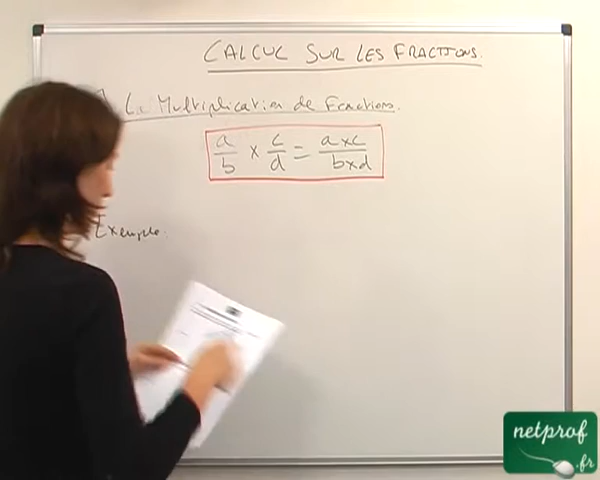 CALCUL SUR LES FRACTIONS.
La Multiplication de Fractions.
a/b × c/d = a×c/b×d
Exemple.
netprof
.fr